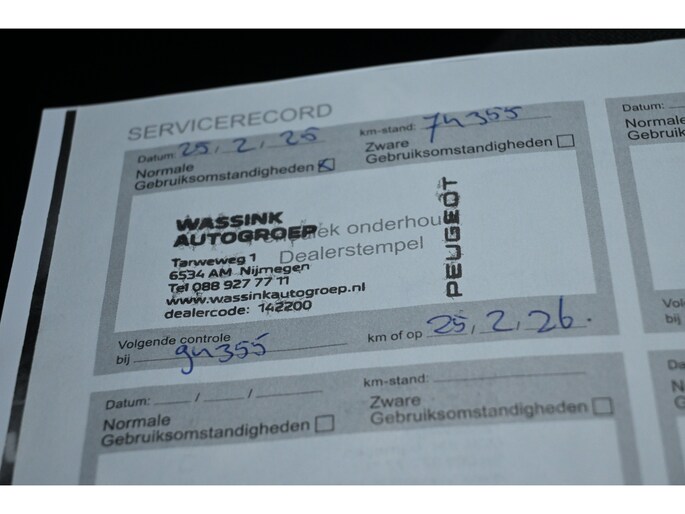 SERVICERECORD
Datum: 25, 2, 25 km-stand: 74355
Normale Gebruiksomstandigheden Zware Gebruiksomstandigheden
WASSINK
AUTOGROEP
Tarweweg 1
6534 AM Nijmegen
Tel 088 927 77 11
www.wassinkautogroep.nl
dealercode: 142200
onderhoud
Dealerstempel
PEUGEOT
Volgende controle
bij 94355 km of op 25, 2, 26.
Datum: / / km-stand:
Normale Gebruiksomstandigheden Zware Gebruiksomstandigheden
Datum:
Normale
Gebruik
bij